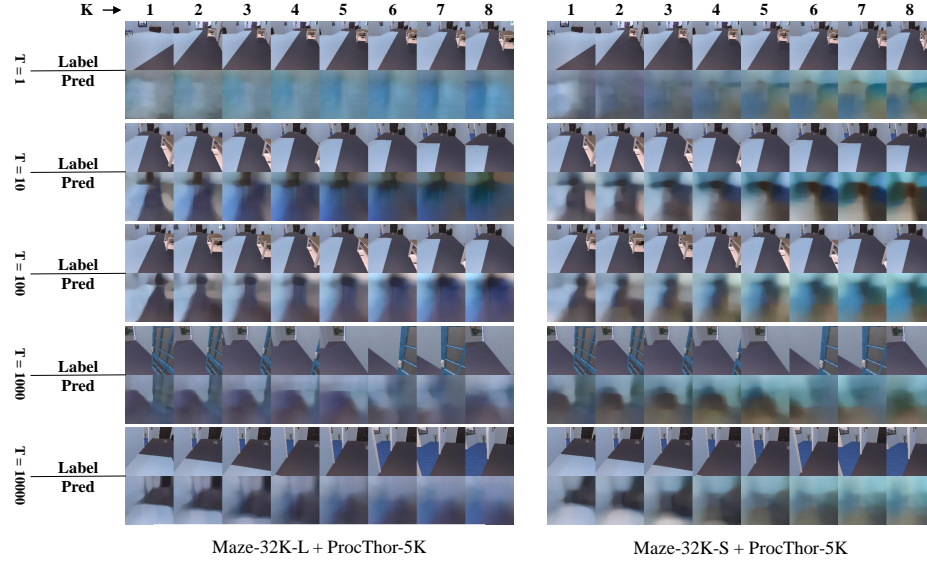 K → 1 2 3 4 5 6 7 8 1 2 3 4 5 6 7 8
T = 1
Label
Pred
T = 10
Label
Pred
T = 100
Label
Pred
T = 1000
Label
Pred
T = 10000
Label
Pred
Maze-32K-L + ProcThor-5K
Maze-32K-S + ProcThor-5K